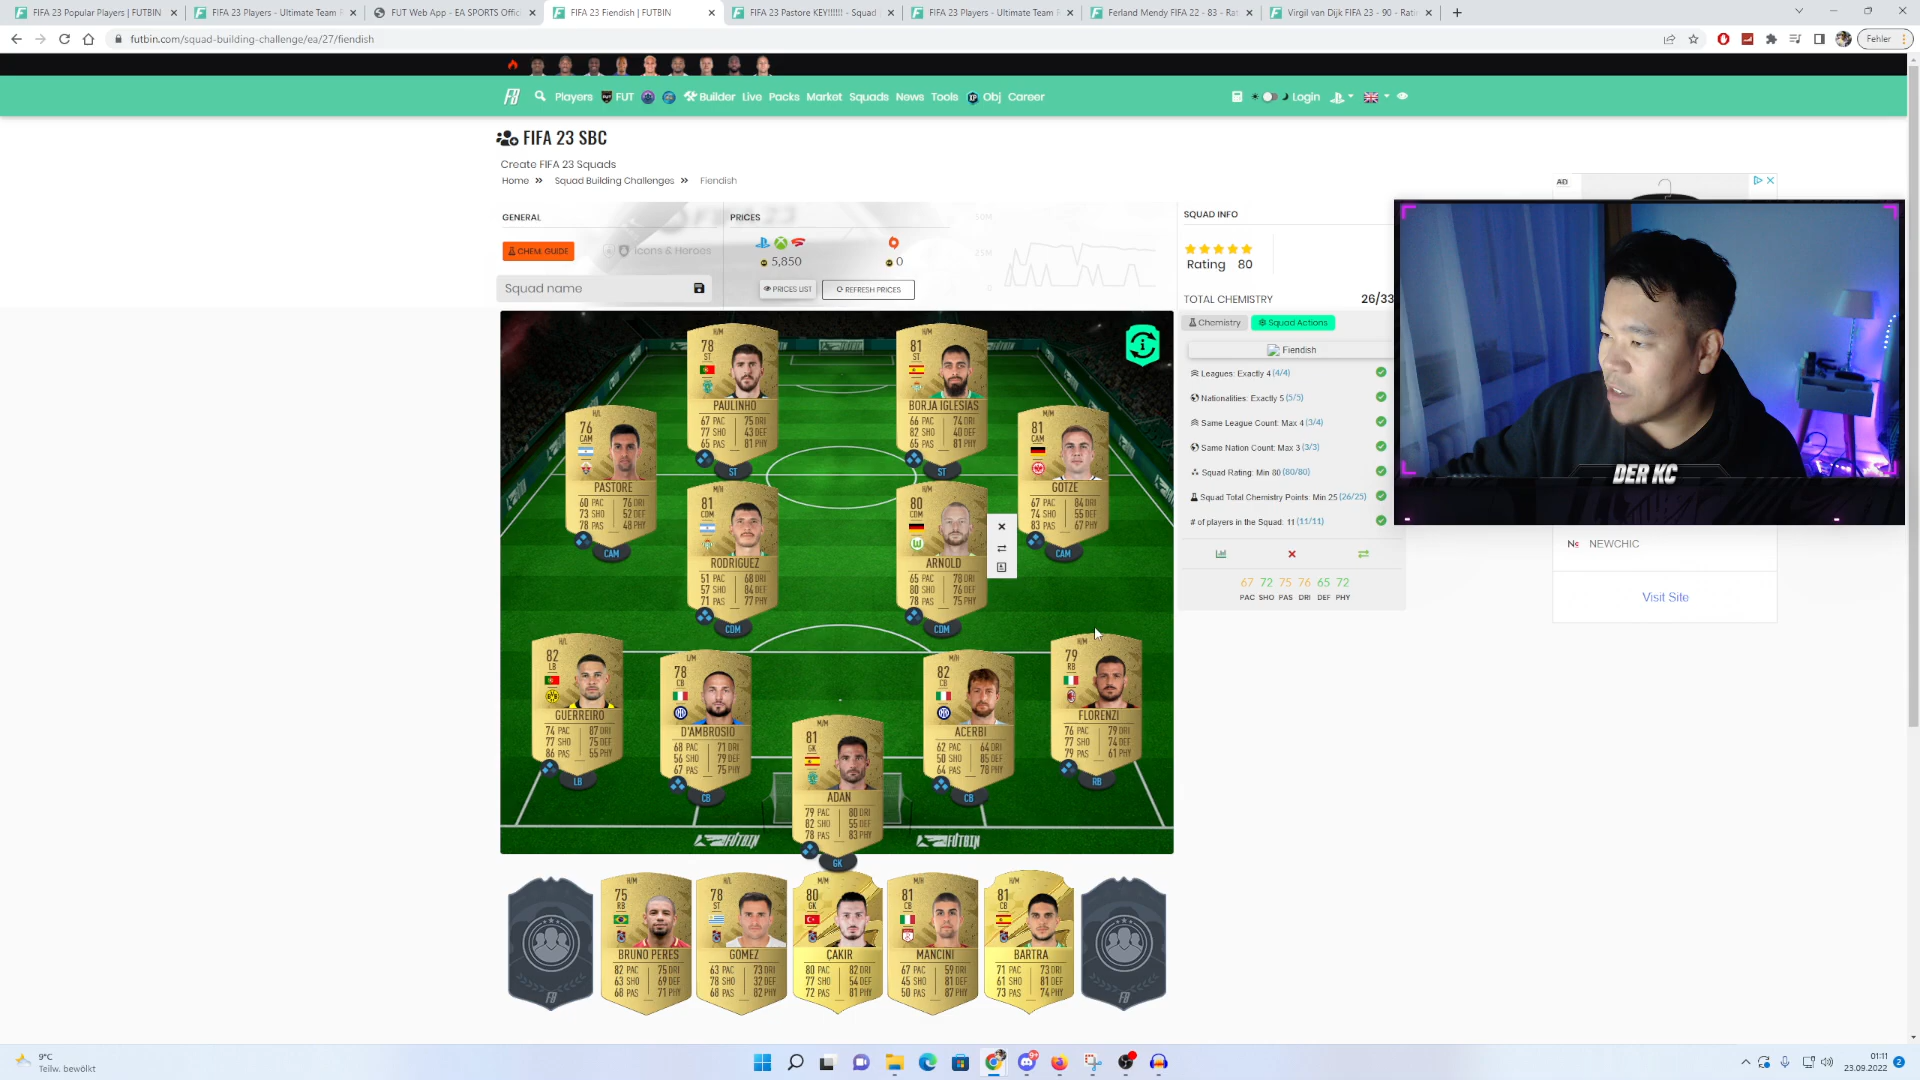 FIFA 23 Popular Players | FUTBIN
FIFA 23 Players - Ultimate Team
FUT Web App - EA SPORTS Offici
FIFA 23 Fiendish | FUTBIN
FIFA 23 Pastore KEY!!!!!! - Squad
FIFA 23 Players - Ultimate Team
Ferland Mendy FIFA 22 - 83 - Rat
Virgil van Dijk FIFA 23 - 90 - Ratin
futbin.com/squad-building-challenge/ea/27/fiendish
Fehler
Players FUT Builder Live Packs Market Squads News Tools Obj Career
Login
FIFA 23 SBC
Create FIFA 23 Squads
Home » Squad Building Challenges » Fiendish
GENERAL
CHEM. GUIDE
Icons & Heroes
Squad name
PRICES
5,850
0
PRICES LIST
REFRESH PRICES
50M
25M
0
SQUAD INFO
Rating 80
TOTAL CHEMISTRY 26/33
Chemistry
Squad Actions
Fiendish
Leagues: Exactly 4 (4/4)
Nationalities: Exactly 5 (5/5)
Same League Count: Max 4 (3/4)
Same Nation Count: Max 3 (3/3)
Squad Rating: Min 80 (80/80)
Squad Total Chemistry Points: Min 25 (26/25)
# of players in the Squad: 11 (11/11)
67 72 75 76 65 72
PAC SHO PAS DRI DEF PHY
AD
DER KC
NEWCHIC
Visit Site
H/M
78
ST
PAULINHO
67 PAC 75 DRI
77 SHO 43 DEF
65 PAS 81 PHY
ST
H/M
81
ST
BORJA IGLESIAS
66 PAC 74 DRI
82 SHO 40 DEF
65 PAS 81 PHY
ST
H/L
76
CAM
PASTORE
60 PAC 76 DRI
73 SHO 52 DEF
78 PAS 48 PHY
CAM
M/M
81
CAM
GÖTZE
67 PAC 84 DRI
74 SHO 55 DEF
83 PAS 67 PHY
CAM
M/H
81
CDM
RODRÍGUEZ
51 PAC 68 DRI
57 SHO 84 DEF
71 PAS 77 PHY
CDM
H/M
80
CDM
ARNOLD
65 PAC 78 DRI
80 SHO 76 DEF
78 PAS 75 PHY
CDM
H/L
82
LB
GUERREIRO
74 PAC 87 DRI
77 SHO 75 DEF
86 PAS 55 PHY
LB
L/M
78
CB
D'AMBROSIO
68 PAC 71 DRI
56 SHO 79 DEF
67 PAS 75 PHY
CB
M/H
82
CB
ACERBI
62 PAC 64 DRI
50 SHO 85 DEF
64 PAS 78 PHY
CB
H/M
79
RB
FLORENZI
76 PAC 79 DRI
77 SHO 74 DEF
79 PAS 61 PHY
RB
M/M
81
GK
ADÁN
79 PAC 80 DRI
82 SHO 55 DEF
78 PAS 83 PHY
GK
FUTBIN
FUTBIN
H/M
75
RB
BRUNO PERES
82 PAC 75 DRI
63 SHO 69 DEF
68 PAS 71 PHY
H/L
78
ST
GÓMEZ
63 PAC 73 DRI
78 SHO 32 DEF
68 PAS 82 PHY
M/M
80
GK
ÇAKIR
80 PAC 82 DRI
77 SHO 54 DEF
72 PAS 81 PHY
H/M
81
CB
MANCINI
67 PAC 59 DRI
45 SHO 81 DEF
50 PAS 87 PHY
M/M
81
CB
BARTRA
71 PAC 73 DRI
61 SHO 81 DEF
73 PAS 74 PHY
9°C
Teilw. bewölkt
01:11
23.09.2022
2